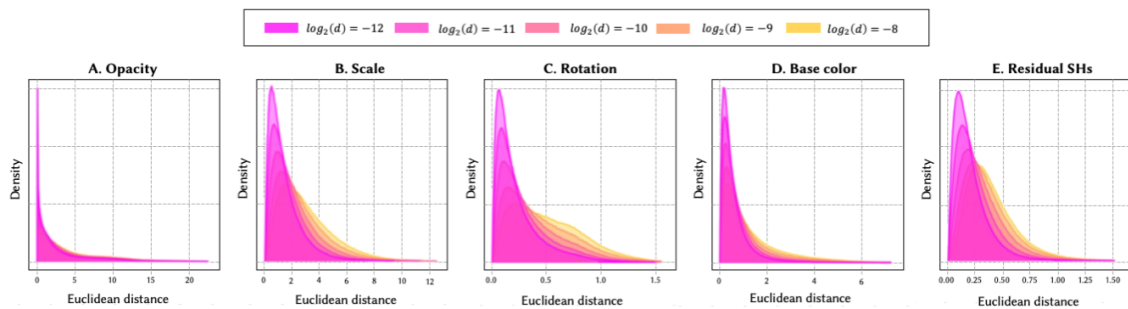 log₂(d) = −12 log₂(d) = −11 log₂(d) = −10 log₂(d) = −9 log₂(d) = −8
A. Opacity B. Scale C. Rotation D. Base color E. Residual SHs
Density Density Density Density Density
0 5 10 15 20 0 2 4 6 8 10 12 0.0 0.5 1.0 1.5 0 2 4 6 0.00 0.25 0.50 0.75 1.00 1.25 1.50
Euclidean distance Euclidean distance Euclidean distance Euclidean distance Euclidean distance